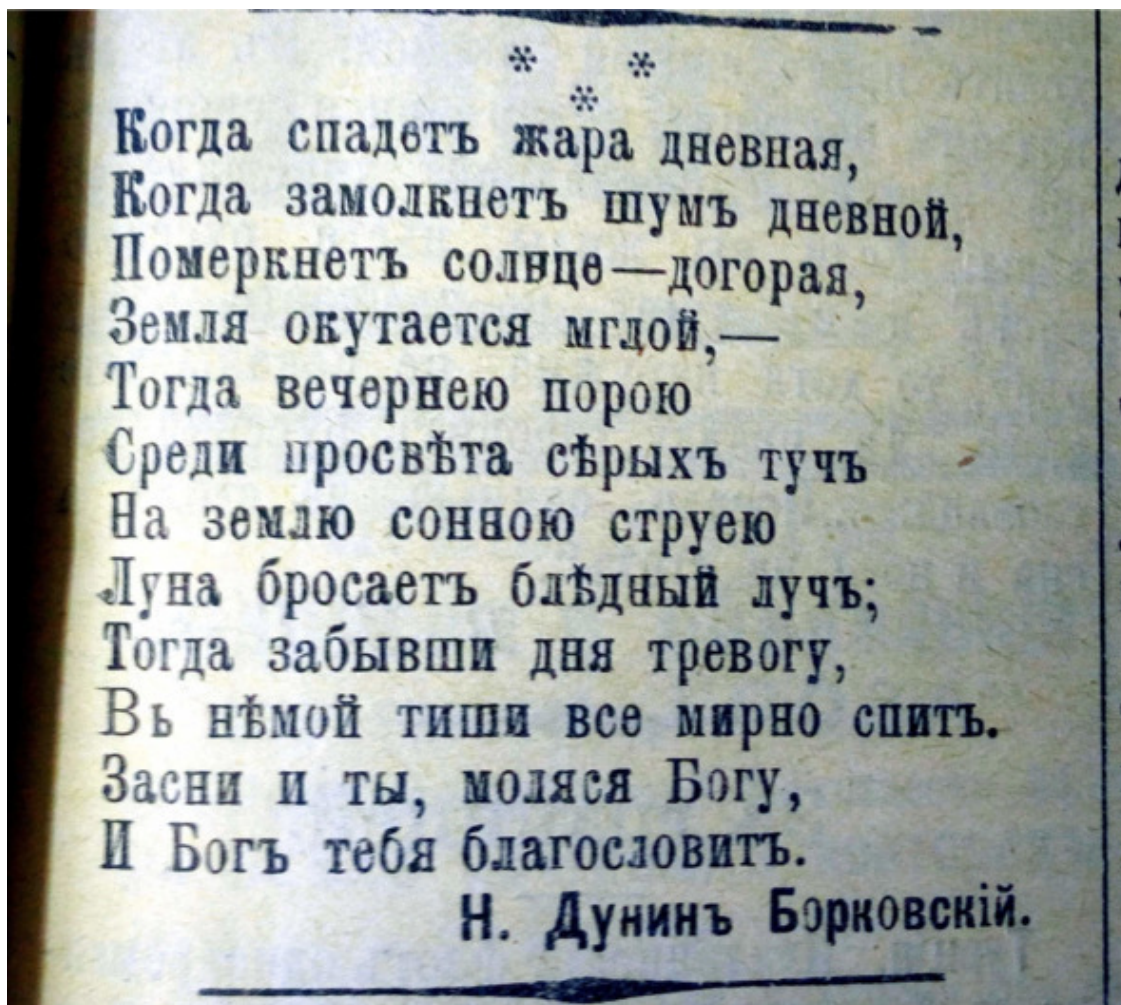 * *
*
Когда спадетъ жара дневная,
Когда замолкнетъ шумъ дневной,
Померкнетъ солнце—догорая,
Земля окутается мглой,—
Тогда вечернею порою
Среди просвѣта сѣрыхъ тучъ
На землю сонною струею
Луна бросаетъ блѣдный лучъ;
Тогда забывши дня тревогу,
Вь нѣмой тиши все мирно спитъ.
Засни и ты, моляся Богу,
И Богъ тебя благословитъ.
Н. Дунинъ Борковскій.